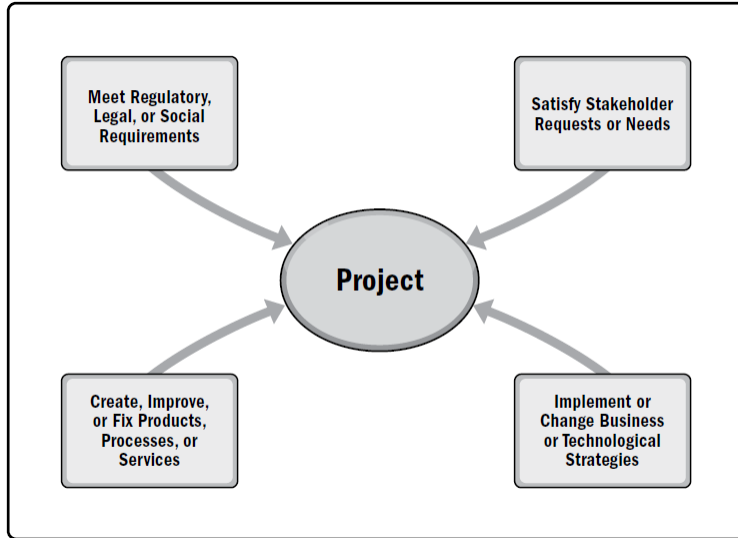 Meet Regulatory,
Legal, or Social
Requirements
Satisfy Stakeholder
Requests or Needs
Project
Create, Improve,
or Fix Products,
Processes, or
Services
Implement or
Change Business
or Technological
Strategies